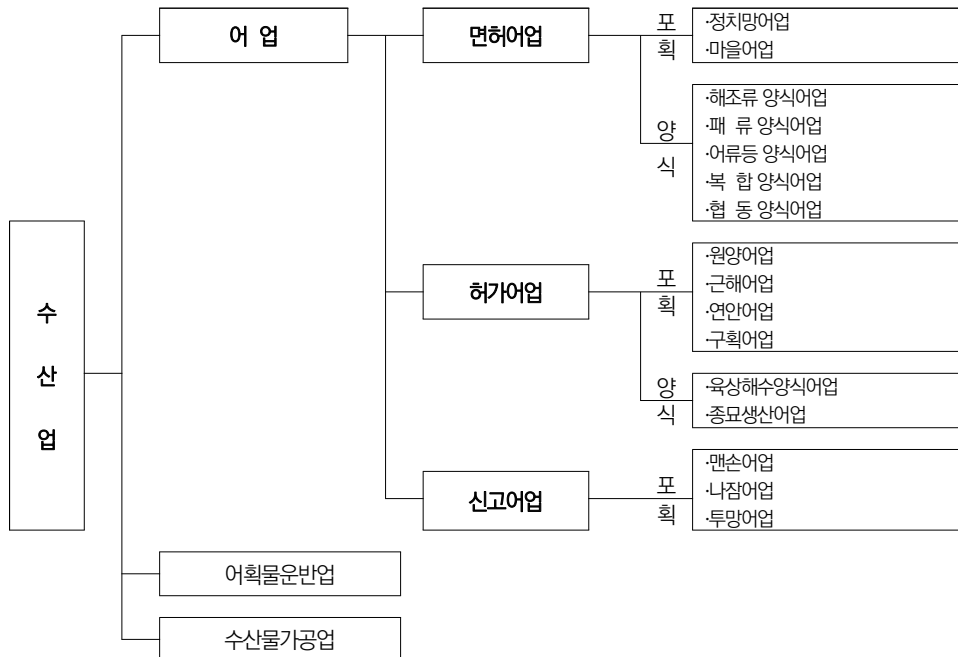 어 업
면허어업
포획
·정치망어업
·마을어업
양식
·해조류 양식어업
·패 류 양식어업
·어류등 양식어업
·복 합 양식어업
·협 동 양식어업
수산업
허가어업
포획
·원양어업
·근해어업
·연안어업
·구획어업
양식
·육상해수양식어업
·종묘생산어업
신고어업
포획
·맨손어업
·나잠어업
·투망어업
어획물운반업
수산물가공업